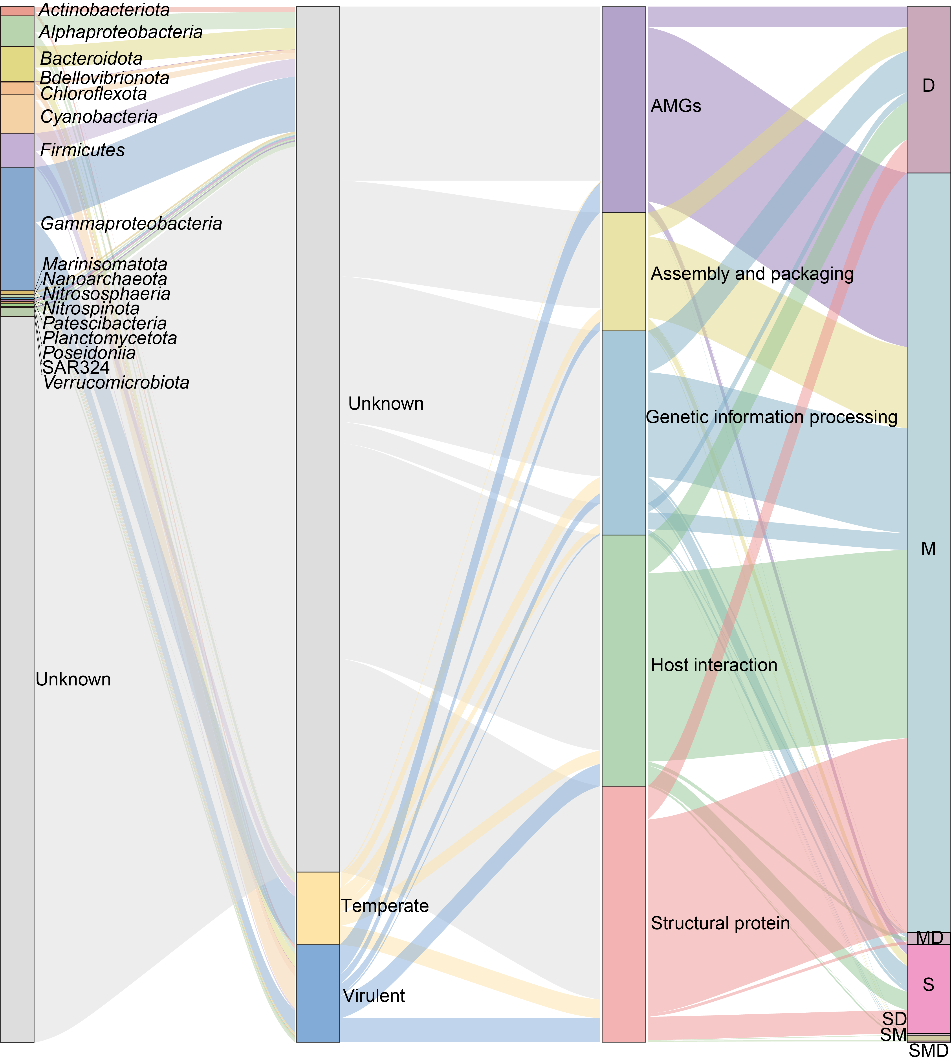 Actinobacteriota
Alphaproteobacteria
Bacteroidota
Bdellovibrionota
Chloroflexota
Cyanobacteria
Firmicutes
Gammaproteobacteria
Marinisomatota
Nanoarchaeota
Nitrososphaeria
Nitrospinota
Patescibacteria
Planctomycetota
Poseidoniia
SAR324
Verrucomicrobiota
Unknown
Unknown
Temperate
Virulent
AMGs
Assembly and packaging
Genetic information processing
Host interaction
Structural protein
D
M
MD
S
SD
SM
SMD